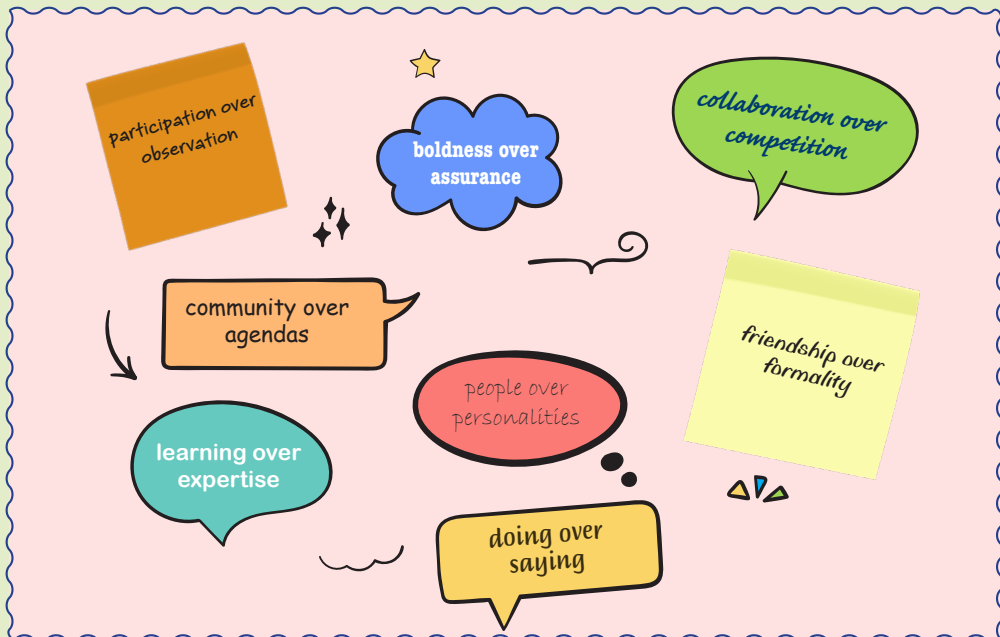 participation over
observation
boldness over
assurance
collaboration over
competition
community over
agendas
friendship over
formality
people over
personalities
learning over
expertise
doing over
saying